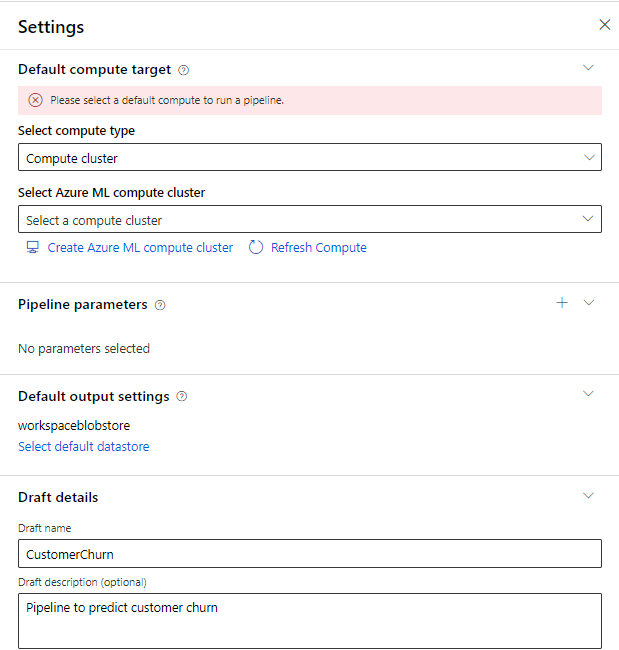 Settings
Default compute target
Please select a default compute to run a pipeline.
Select compute type
Compute cluster
Select Azure ML compute cluster
Select a compute cluster
Create Azure ML compute cluster Refresh Compute
Pipeline parameters
No parameters selected
Default output settings
workspaceblobstore
Select default datastore
Draft details
Draft name
CustomerChurn
Draft description (optional)
Pipeline to predict customer churn